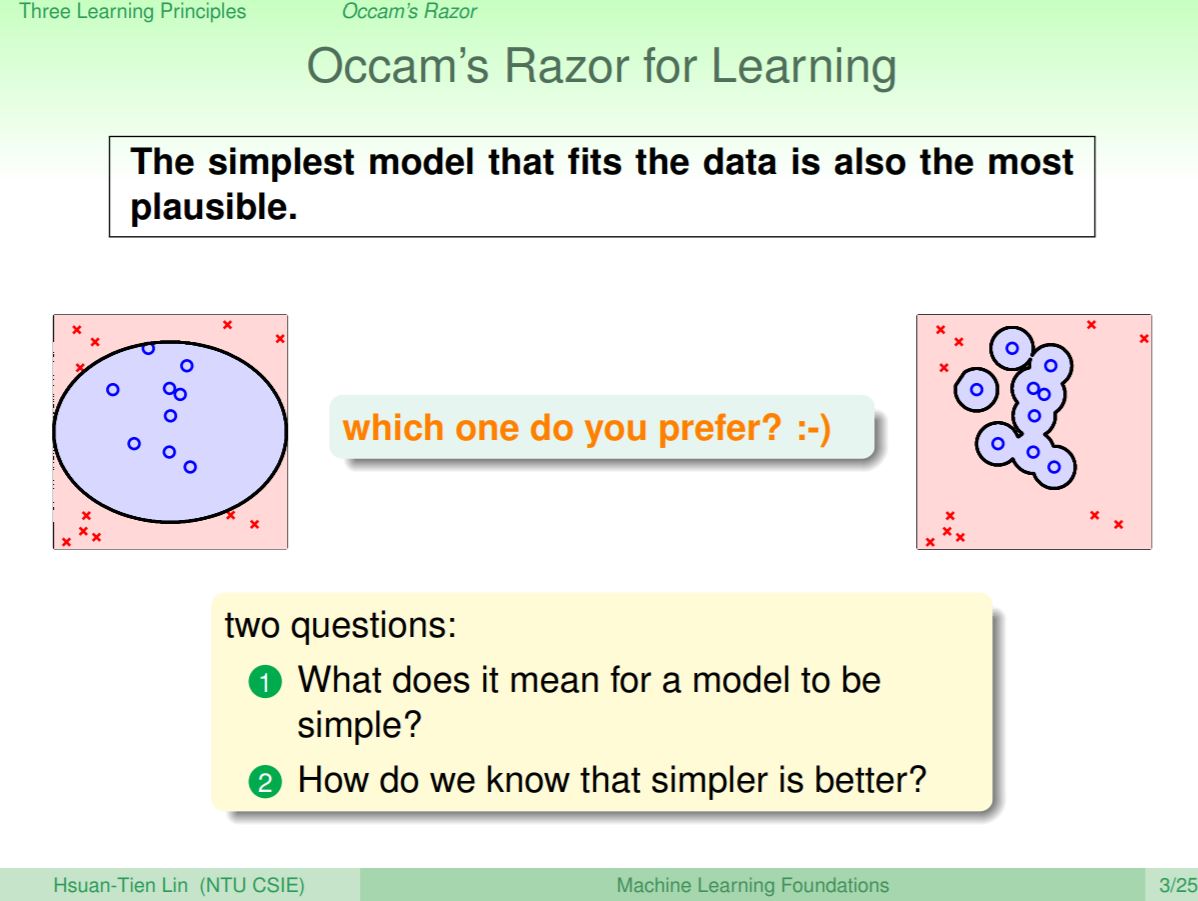 Three Learning Principles Occam's Razor
Occam's Razor for Learning
The simplest model that fits the data is also the most
plausible.
which one do you prefer? :-)
two questions:
1 What does it mean for a model to be
simple?
2 How do we know that simpler is better?
Hsuan-Tien Lin (NTU CSIE) Machine Learning Foundations 3/25